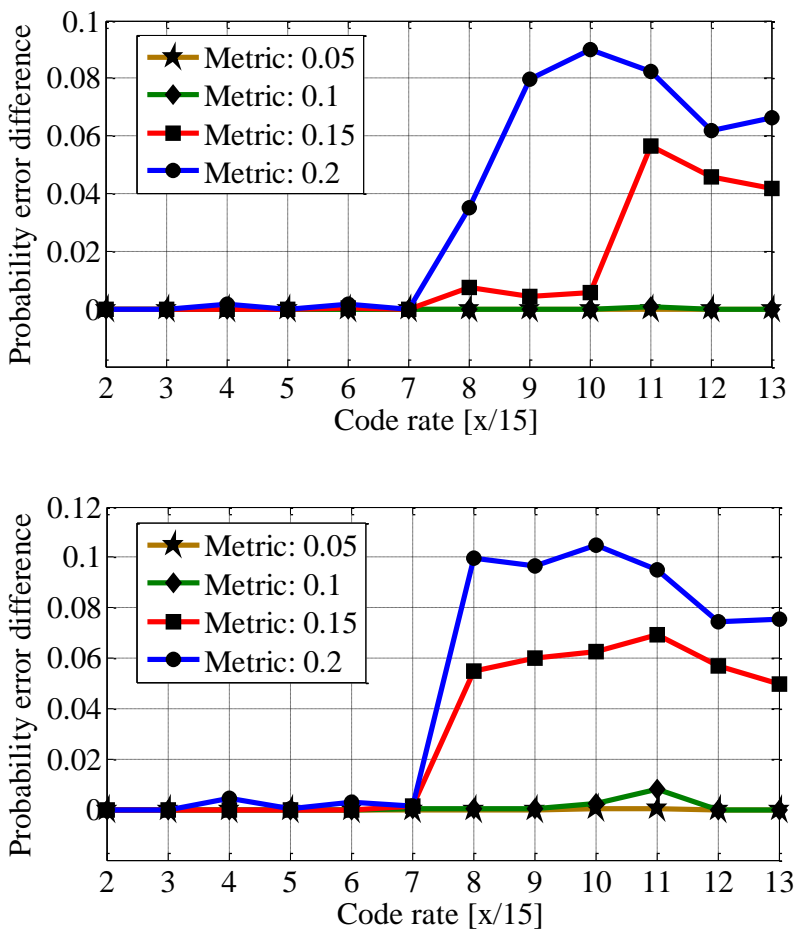 Probability error difference
0.1
0.08
0.06
0.04
0.02
0
Metric: 0.05
Metric: 0.1
Metric: 0.15
Metric: 0.2
2 3 4 5 6 7 8 9 10 11 12 13
Code rate [x/15]
Probability error difference
0.12
0.1
0.08
0.06
0.04
0.02
0
Metric: 0.05
Metric: 0.1
Metric: 0.15
Metric: 0.2
2 3 4 5 6 7 8 9 10 11 12 13
Code rate [x/15]